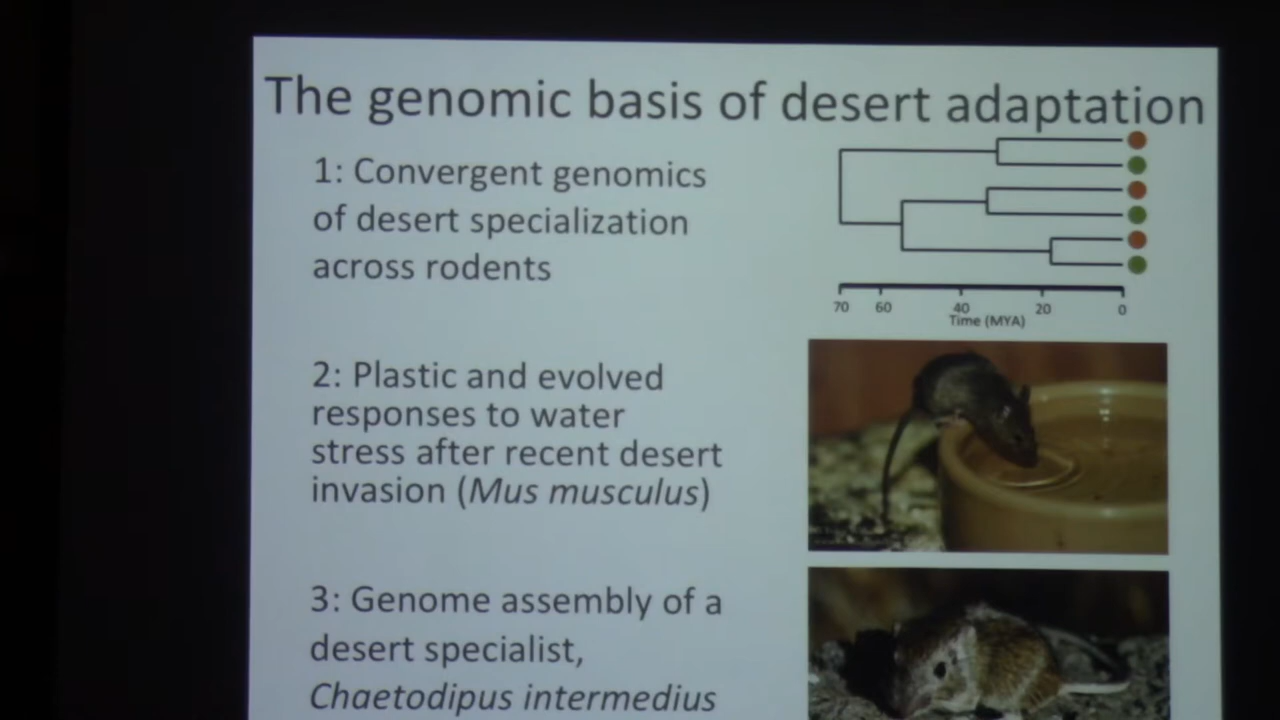 The genomic basis of desert adaptation
1: Convergent genomics
of desert specialization
across rodents
70 60 40 20 0
Time (MYA)
2: Plastic and evolved
responses to water
stress after recent desert
invasion (Mus musculus)
3: Genome assembly of a
desert specialist,
Chaetodipus intermedius